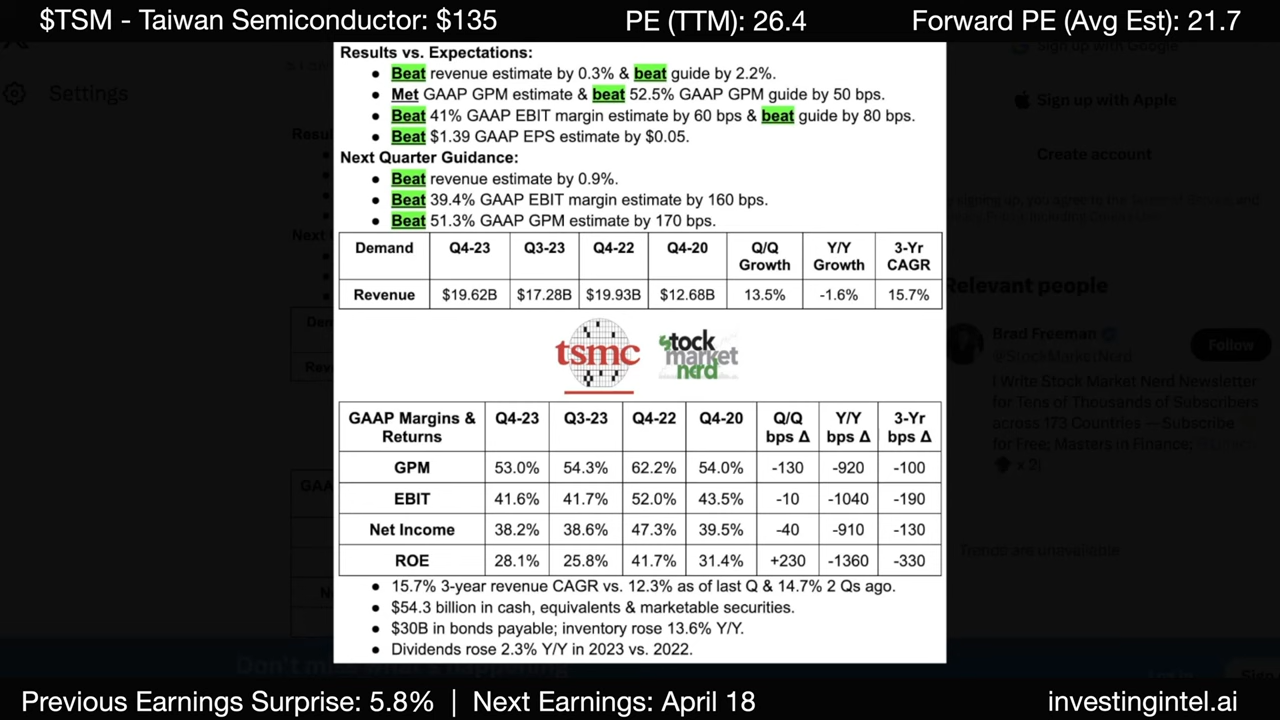 $TSM - Taiwan Semiconductor: $135 PE (TTM): 26.4 Forward PE (Avg Est): 21.7
Sign up with Google
Settings
Sign up with Apple
Create account
Results vs. Expectations:
• Beat revenue estimate by 0.3% & beat guide by 2.2%.
• Met GAAP GPM estimate & beat 52.5% GAAP GPM guide by 50 bps.
• Beat 41% GAAP EBIT margin estimate by 60 bps & beat guide by 80 bps.
• Beat $1.39 GAAP EPS estimate by $0.05.
Next Quarter Guidance:
• Beat revenue estimate by 0.9%.
• Beat 39.4% GAAP EBIT margin estimate by 160 bps.
• Beat 51.3% GAAP GPM estimate by 170 bps.
Demand Q4-23 Q3-23 Q4-22 Q4-20 Q/Q Growth Y/Y Growth 3-Yr CAGR
Revenue $19.62B $17.28B $19.93B $12.68B 13.5% -1.6% 15.7%
tsmc
stock
market
nerd
GAAP Margins & Returns Q4-23 Q3-23 Q4-22 Q4-20 Q/Q bps Δ Y/Y bps Δ 3-Yr bps Δ
GPM 53.0% 54.3% 62.2% 54.0% -130 -920 -100
EBIT 41.6% 41.7% 52.0% 43.5% -10 -1040 -190
Net Income 38.2% 38.6% 47.3% 39.5% -40 -910 -130
ROE 28.1% 25.8% 41.7% 31.4% +230 -1360 -330
• 15.7% 3-year revenue CAGR vs. 12.3% as of last Q & 14.7% 2 Qs ago.
• $54.3 billion in cash, equivalents & marketable securities.
• $30B in bonds payable; inventory rose 13.6% Y/Y.
• Dividends rose 2.3% Y/Y in 2023 vs. 2022.
Relevant people
Brad Freeman
@StockMarketNerd
Follow
I Write Stock Market Nerd Newsletter
for Tens of Thousands of Subscribers
across 173 Countries — Subscribe
for Free; Masters in Finance;
x 2!
Trends are unavailable.
Don't miss what's happening
Log in
Sign
Previous Earnings Surprise: 5.8% | Next Earnings: April 18 investingintel.ai